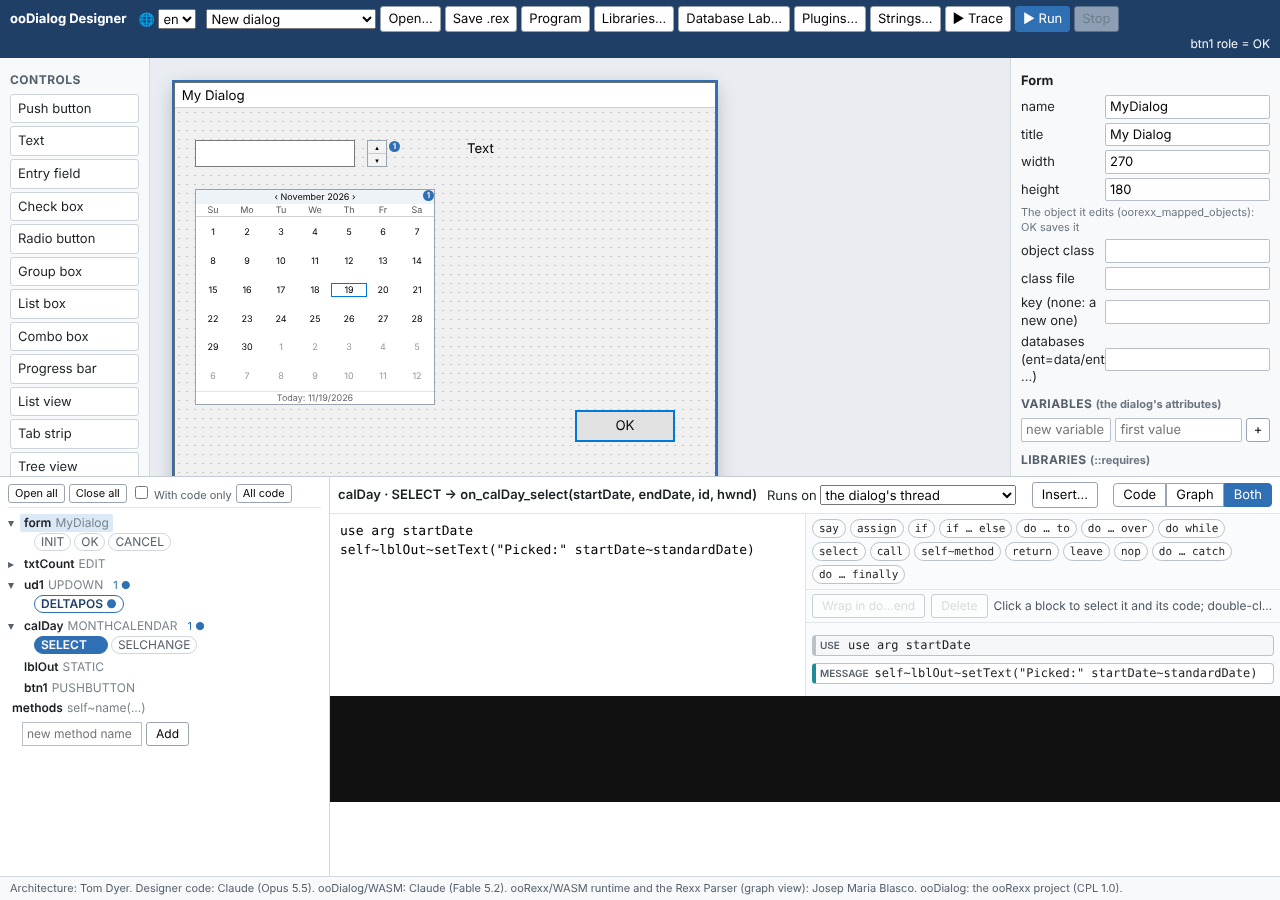 ooDialog Designer 🌐 en New dialog Open... Save .rex Program Libraries... Database Lab... Plugins... Strings... ▶ Trace ▶ Run Stop
btn1 role = OK
CONTROLS
Push button
Text
Entry field
Check box
Radio button
Group box
List box
Combo box
Progress bar
List view
Tab strip
Tree view
My Dialog
1
Text
‹ November 2026 › 1
Su Mo Tu We Th Fr Sa
1 2 3 4 5 6 7
8 9 10 11 12 13 14
15 16 17 18 19 20 21
22 23 24 25 26 27 28
29 30 1 2 3 4 5
6 7 8 9 10 11 12
Today: 11/19/2026
OK
Form
name MyDialog
title My Dialog
width 270
height 180
The object it edits (oorexx_mapped_objects):
OK saves it
object class
class file
key (none: a
new one)
databases
(ent=data/ent
...)
VARIABLES (the dialog's attributes)
new variable first value +
LIBRARIES (::requires)
Open all Close all With code only All code
▾ form MyDialog
INIT OK CANCEL
▸ txtCount EDIT
▾ ud1 UPDOWN 1 ●
DELTAPOS ●
▾ calDay MONTHCALENDAR 1 ●
SELECT SELCHANGE
lblOut STATIC
btn1 PUSHBUTTON
methods self~name(...)
new method name Add
calDay · SELECT → on_calDay_select(startDate, endDate, id, hwnd) Runs on the dialog's thread Insert... Code Graph Both
use arg startDate
self~lblOut~setText("Picked:" startDate~standardDate)
say assign if if … else do … to do … over do while
select call self~method return leave nop do … catch
do … finally
Wrap in do...end Delete Click a block to select it and its code; double-cl...
USE use arg startDate
MESSAGE self~lblOut~setText("Picked:" startDate~standardDate)
Architecture: Tom Dyer. Designer code: Claude (Opus 5.5). ooDialog/WASM: Claude (Fable 5.2). ooRexx/WASM runtime and the Rexx Parser (graph view): Josep Maria Blasco. ooDialog: the ooRexx project (CPL 1.0).